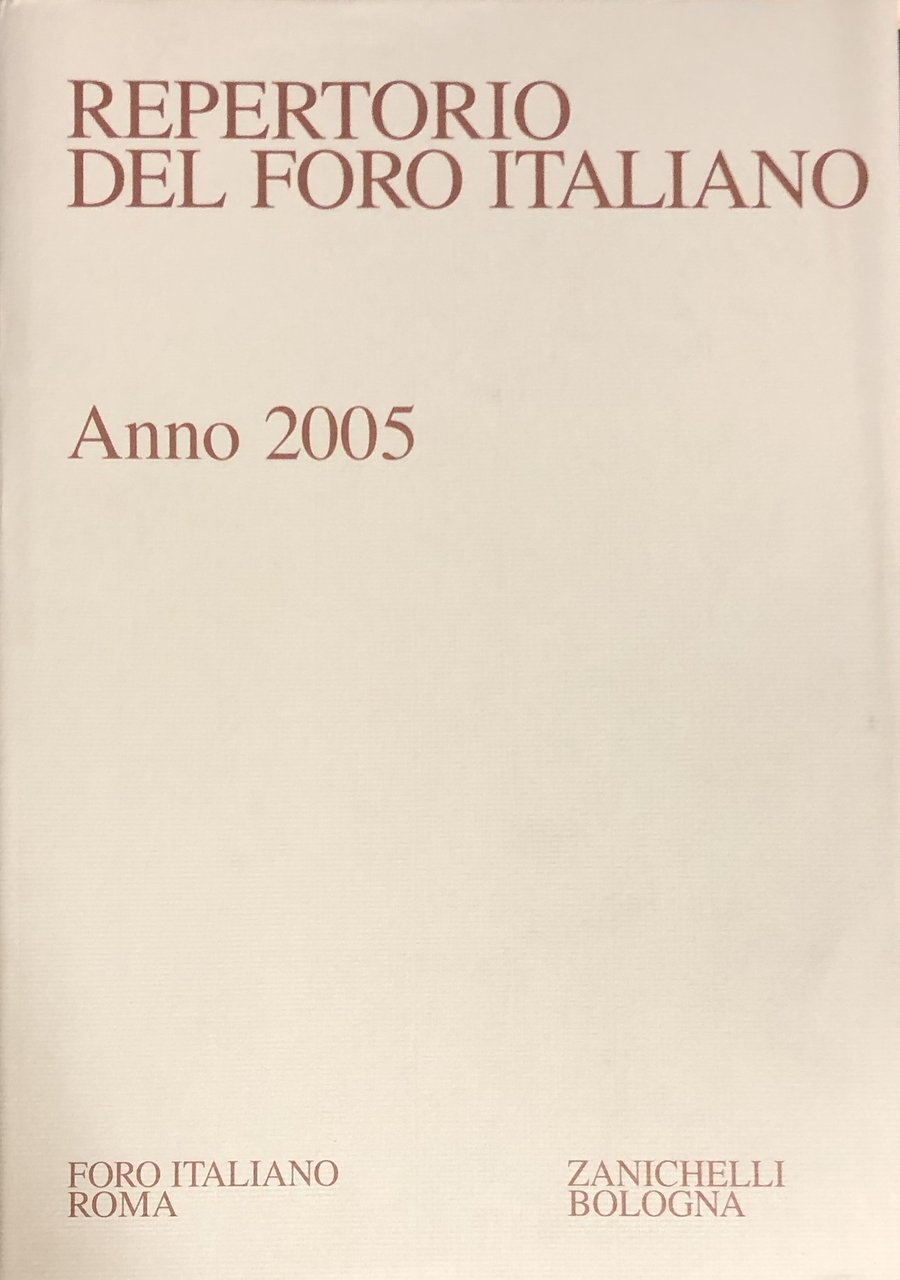 REPERTORIO
DEL FORO ITALIANO
Anno 2005
FORO ITALIANO
ROMA
ZANICHELLI
BOLOGNA